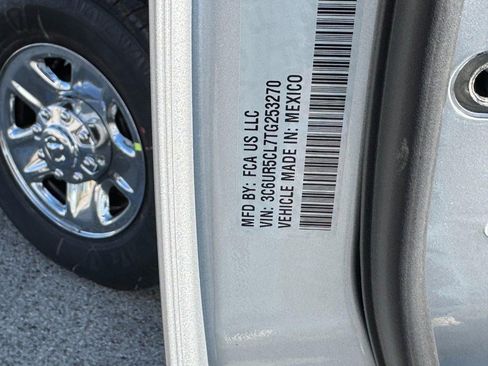 MFD BY: FCA US LLC
VIN: 3C6UR5CL7TG253270
VEHICLE MADE IN: MEXICO